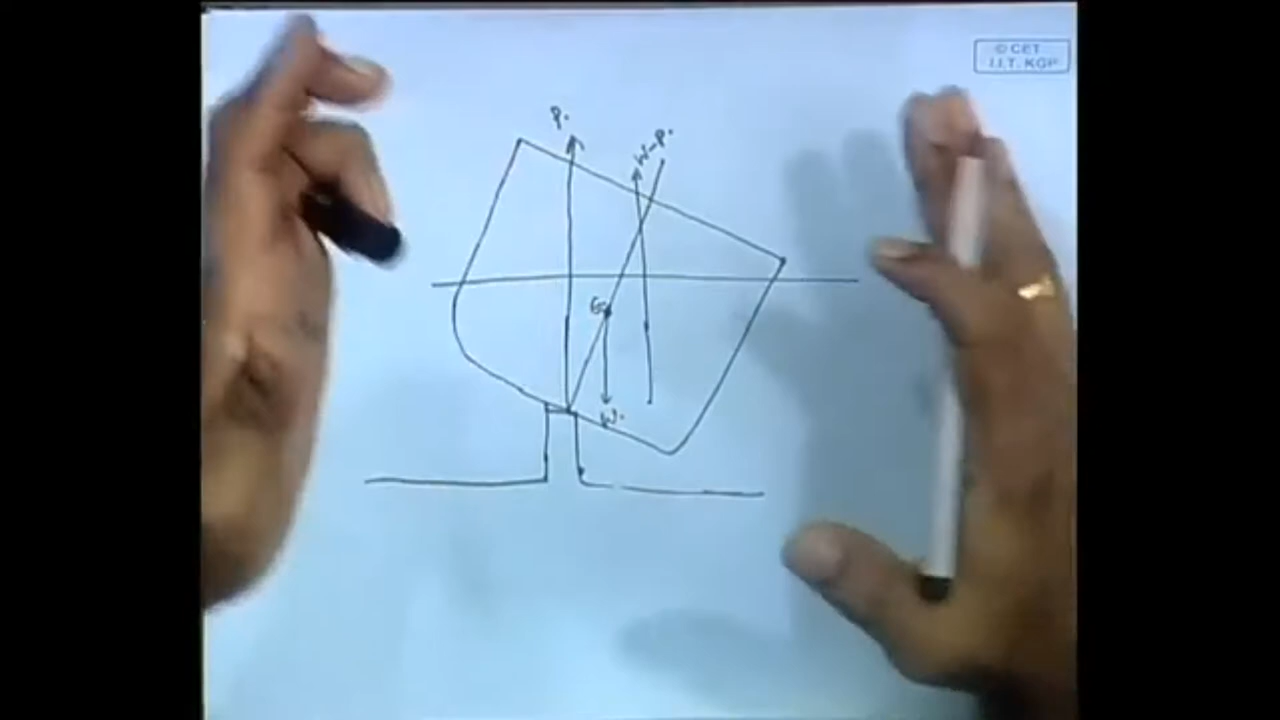 © CET
I.I.T. KGP
P.
W-P.
G
W.